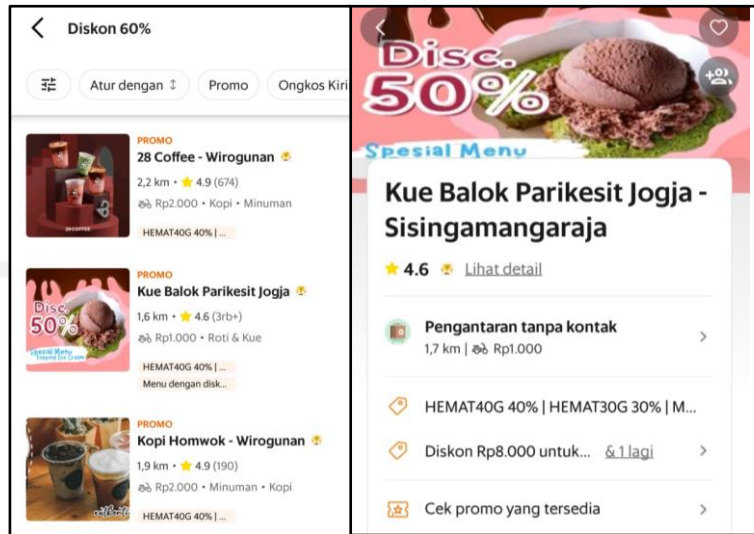 Diskon 60%
Atur dengan
Promo
Ongkos Kiri
PROMO
28 Coffee - Wirogunan
2,2 km • 4.9 (674)
Rp2.000 • Kopi • Minuman
HEMAT40G 40% | ...
28 COFFEE
PROMO
Kue Balok Parikesit Jogja
1,6 km • 4.6 (3rb+)
Rp1.000 • Roti & Kue
HEMAT40G 40% | ...
Menu dengan disk...
Disc.
50%
Spesial Menu
PROMO
Kopi Homwok - Wirogunan
1,9 km • 4.9 (190)
Rp2.000 • Minuman • Kopi
HEMAT40G 40% | ...
Disc.
50%
Spesial Menu
Kue Balok Parikesit Jogja -
Sisingamangaraja
4.6 Lihat detail
Pengantaran tanpa kontak
1,7 km | Rp1.000
HEMAT40G 40% | HEMAT30G 30% | M...
Diskon Rp8.000 untuk... & 1 lagi
Cek promo yang tersedia